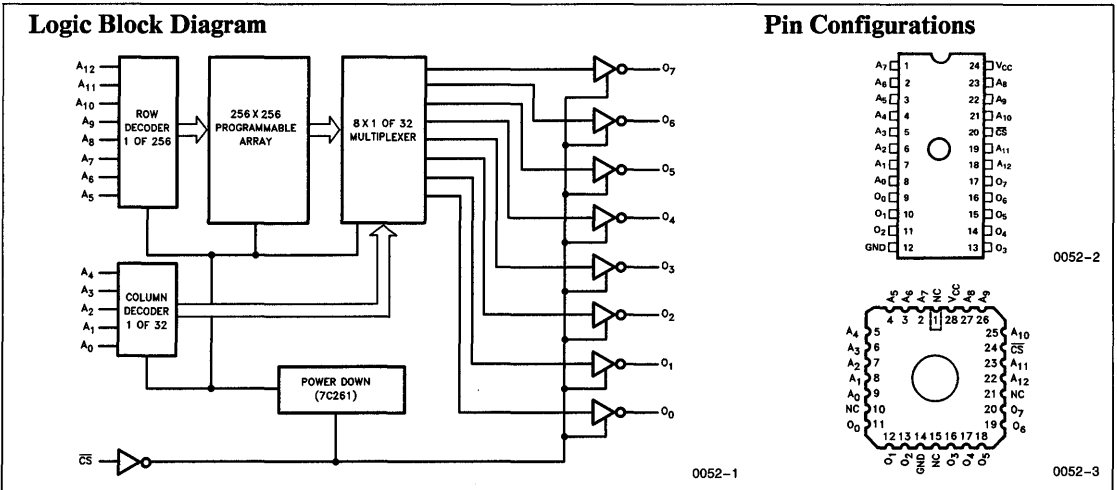 Logic Block Diagram
Pin Configurations
A12
A11
A10
A9
A8
A7
A6
A5
ROW
DECODER
1 OF 256
256 X 256
PROGRAMMABLE
ARRAY
8 X 1 OF 32
MULTIPLEXER
A4
A3
A2
A1
A0
COLUMN
DECODER
1 OF 32
POWER DOWN
(7C261)
C̅S̅
O7
O6
O5
O4
O3
O2
O1
O0
0052-1
A7 1 24 VCC
A6 2 23 A8
A5 3 22 A9
A4 4 21 A10
A3 5 20 C̅S̅
A2 6 19 A11
A1 7 18 A12
A0 8 17 O7
O0 9 16 O6
O1 10 15 O5
O2 11 14 O4
GND 12 13 O3
0052-2
A5 A6 A7 NC VCC A8 A9
4 3 2 1 28 27 26
A4 5 25 A10
A3 6 24 C̅S̅
A2 7 23 A11
A1 8 22 A12
A0 9 21 NC
NC 10 20 O7
O0 11 19 O6
12 13 14 15 16 17 18
O1 O2 GND NC O3 O4 O5
0052-3